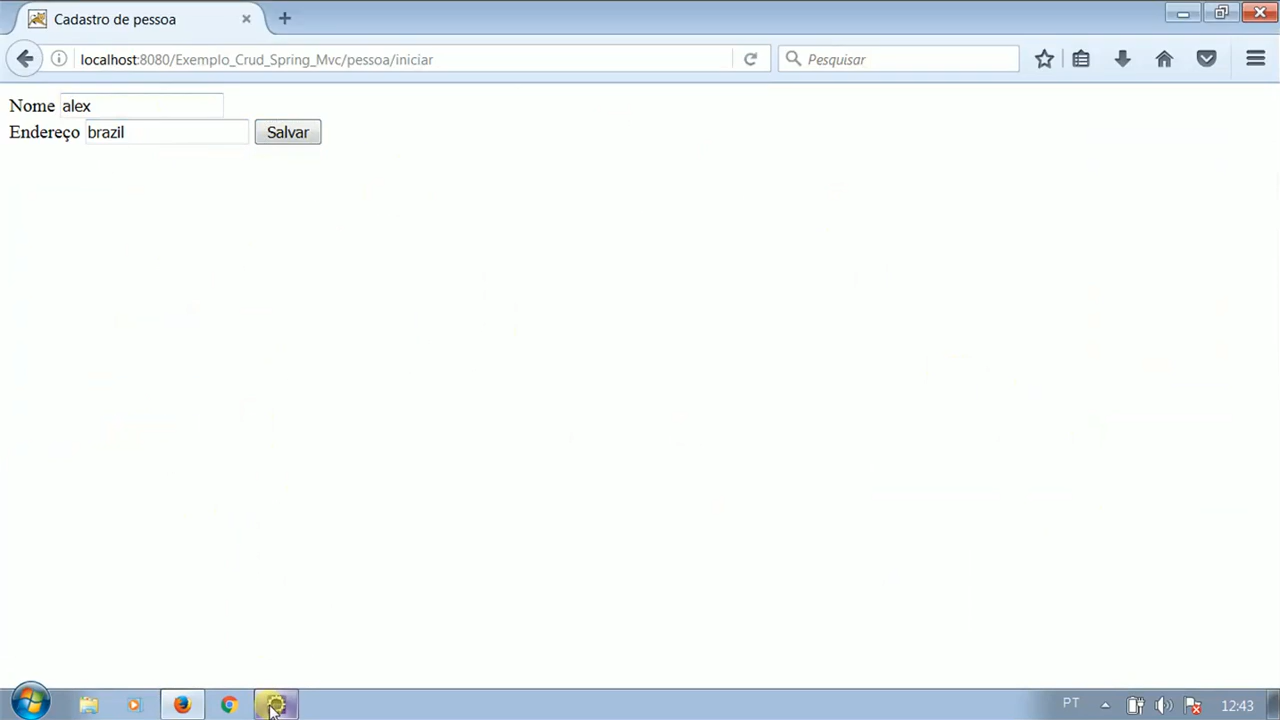 Cadastro de pessoa
localhost:8080/Exemplo_Crud_Spring_Mvc/pessoa/iniciar
Pesquisar
Nome alex
Endereço brazil Salvar
PT
12:43